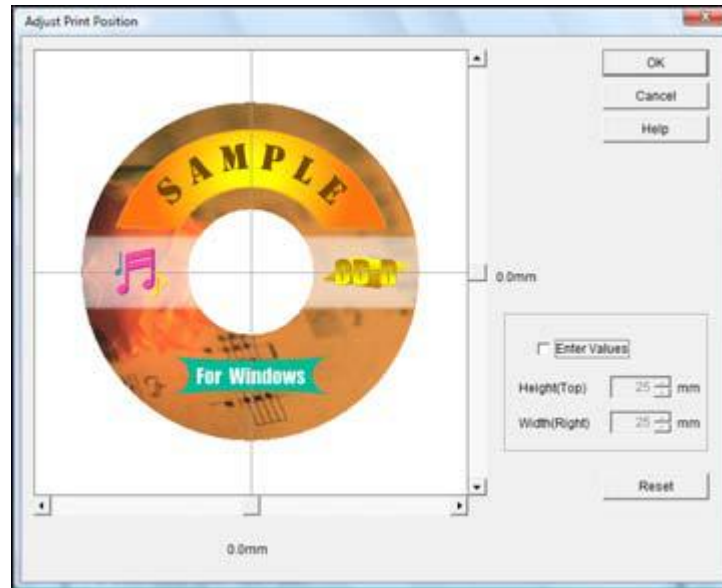 Adjust Print Position
OK
Cancel
Help
SAMPLE
CD-R
For Windows
0.0mm
Enter Values
Height(Top) 25 mm
Width(Right) 25 mm
Reset
0.0mm